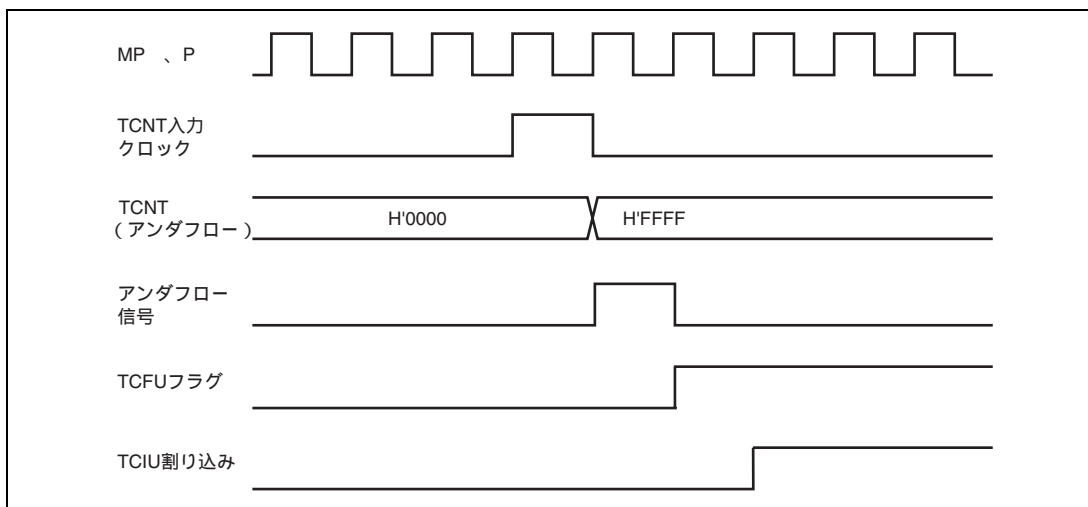 MP 、P
TCNT入力
クロック
TCNT
（アンダフロー）
H'0000
H'FFFF
アンダフロー
信号
TCFUフラグ
TCIU割り込み